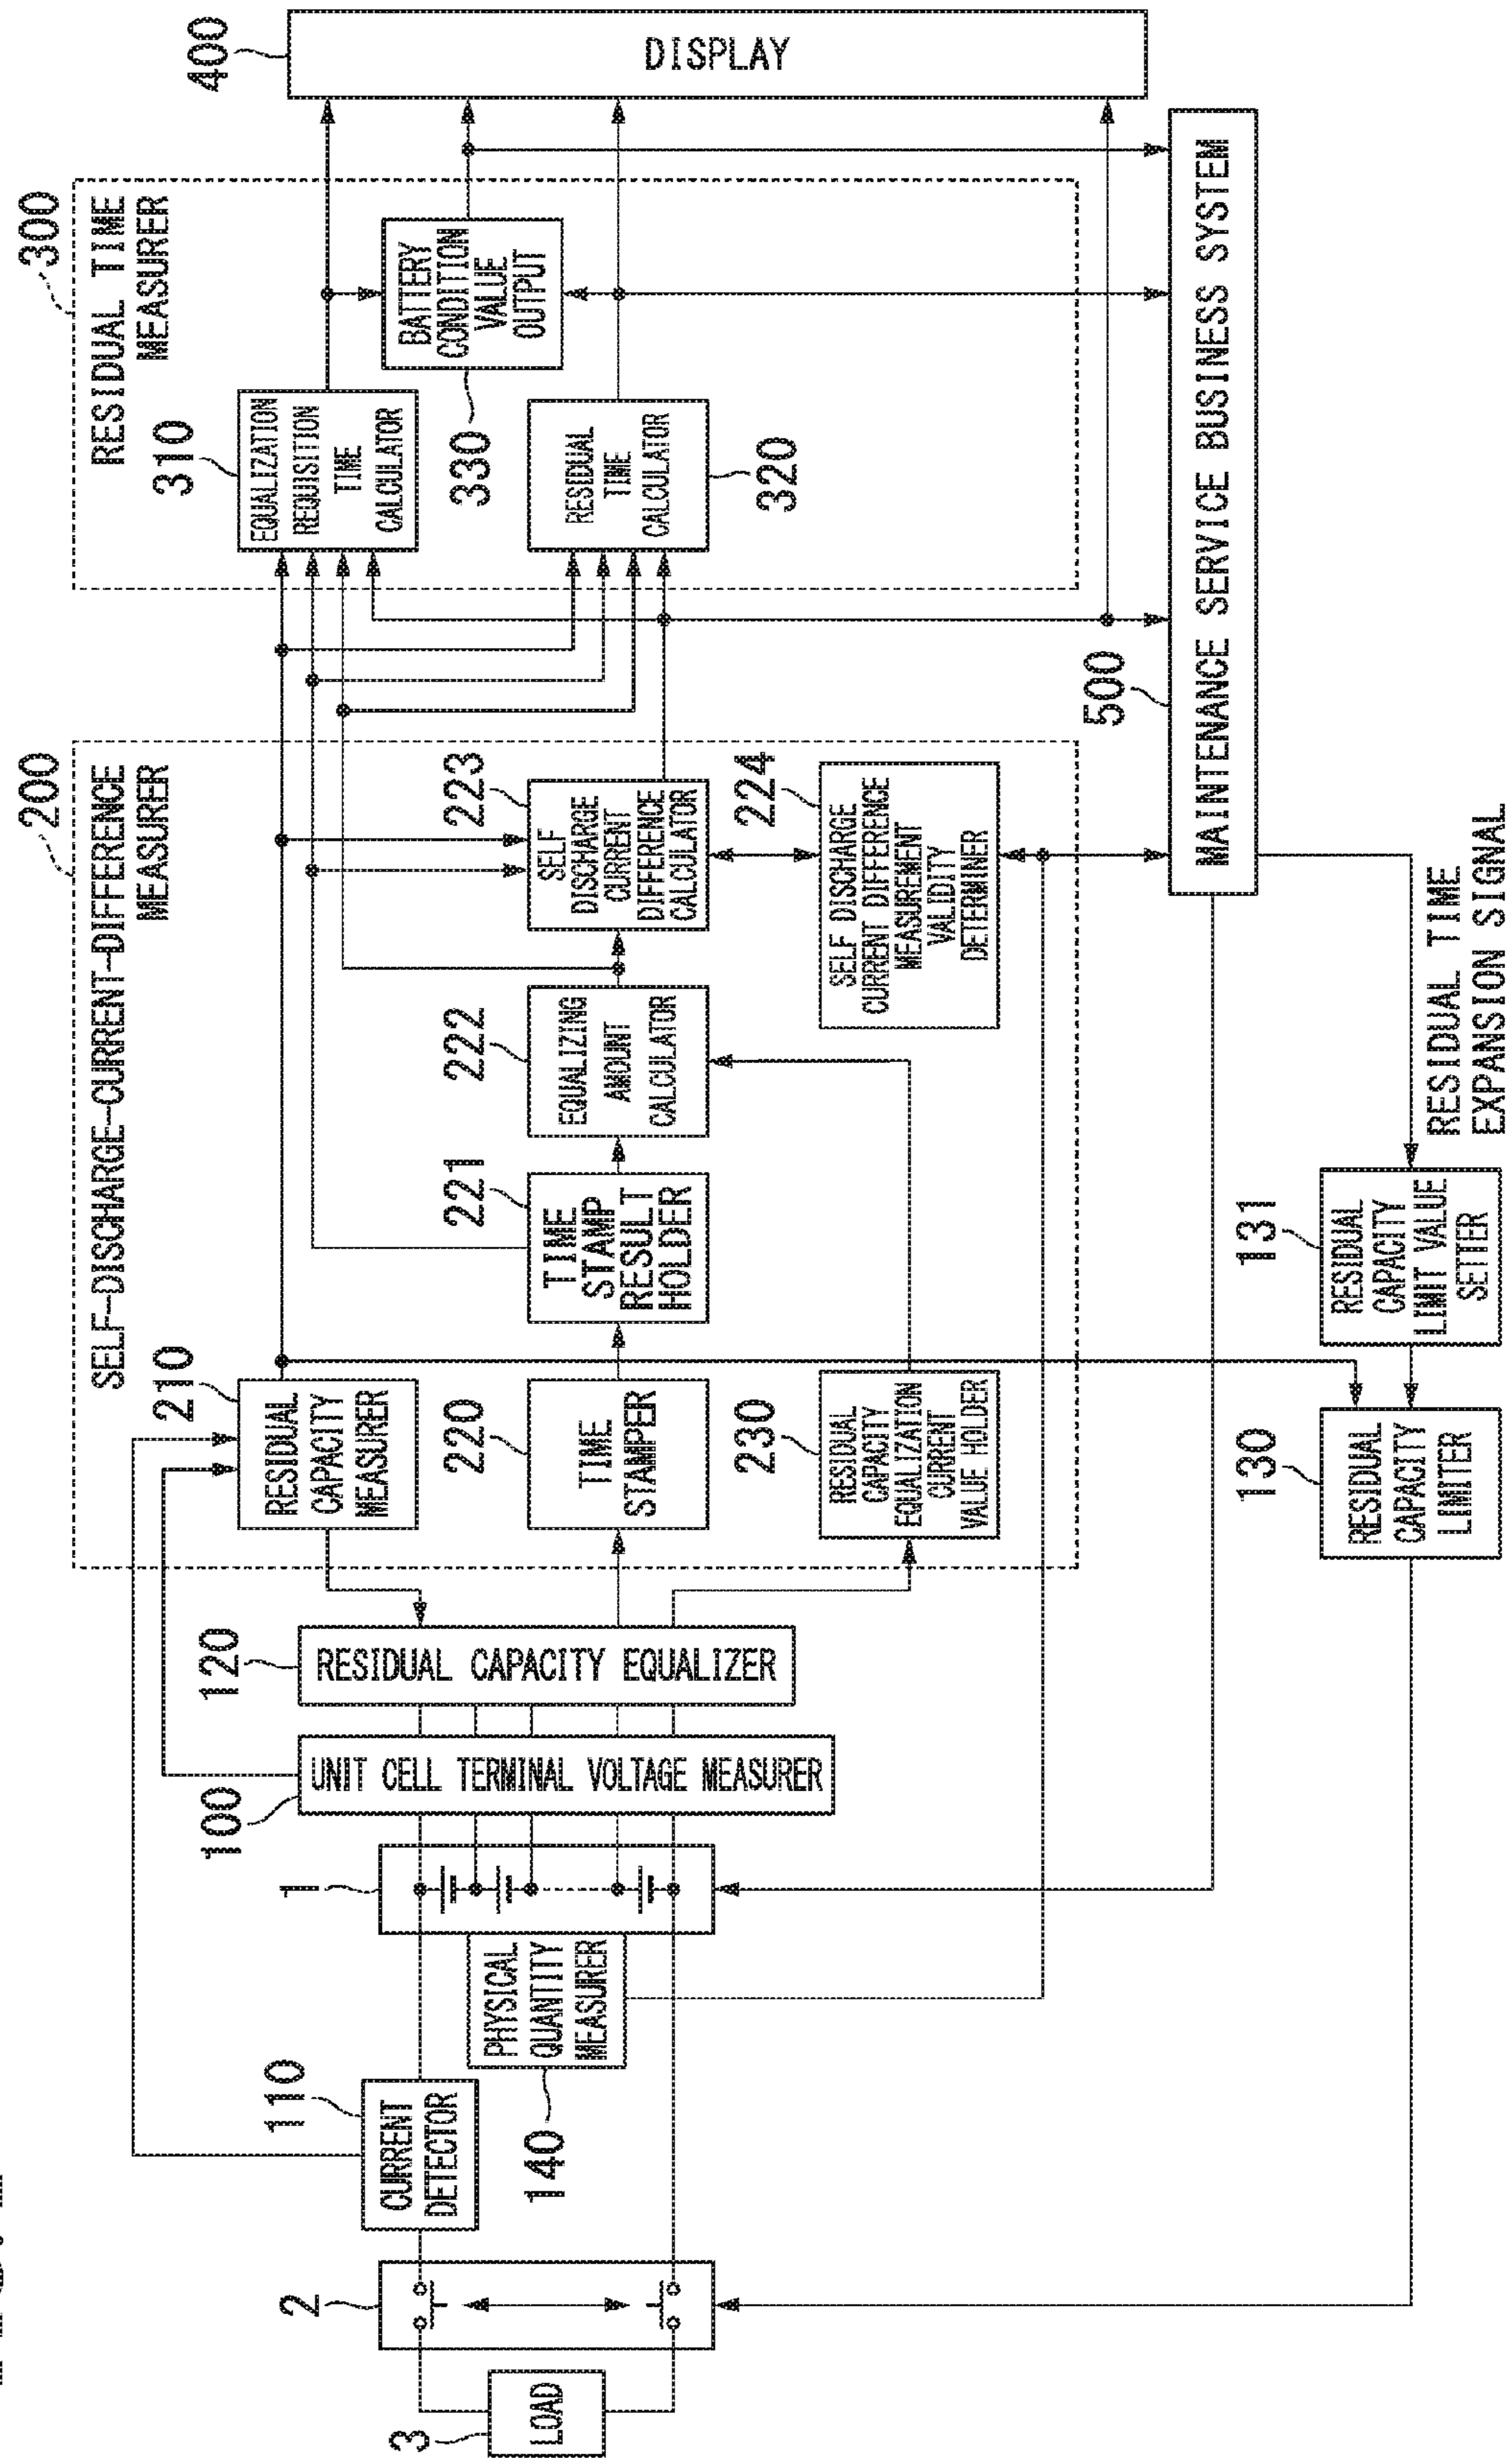 400
DISPLAY
300
RESIDUAL TIME
MEASURER
310
EQUALIZATION
REQUISITION
TIME
CALCULATOR
BATTERY
CONDITION
VALUE
OUTPUT
330
RESIDUAL
TIME
CALCULATOR
320
500
MAINTENANCE SERVICE BUSINESS SYSTEM
200
SELF-DISCHARGE-CURRENT-DIFFERENCE
MEASURER
223
SELF
DISCHARGE
CURRENT
DIFFERENCE
CALCULATOR
224
SELF DISCHARGE
CURRENT DIFFERENCE
MEASUREMENT
VALIDITY
DETERMINER
222
EQUALIZING
AMOUNT
CALCULATOR
221
TIME
STAMP
RESULT
HOLDER
210
RESIDUAL
CAPACITY
MEASURER
220
TIME
STAMPER
230
RESIDUAL
CAPACITY
EQUALIZATION
CURRENT
VALUE HOLDER
RESIDUAL TIME
EXPANSION SIGNAL
131
RESIDUAL
CAPACITY
LIMIT VALUE
SETTER
130
RESIDUAL
CAPACITY
LIMITER
120
RESIDUAL CAPACITY EQUALIZER
100
UNIT CELL TERMINAL VOLTAGE MEASURER
1
PHYSICAL
QUANTITY
MEASURER
140
110
CURRENT
DETECTOR
2
3
LOAD